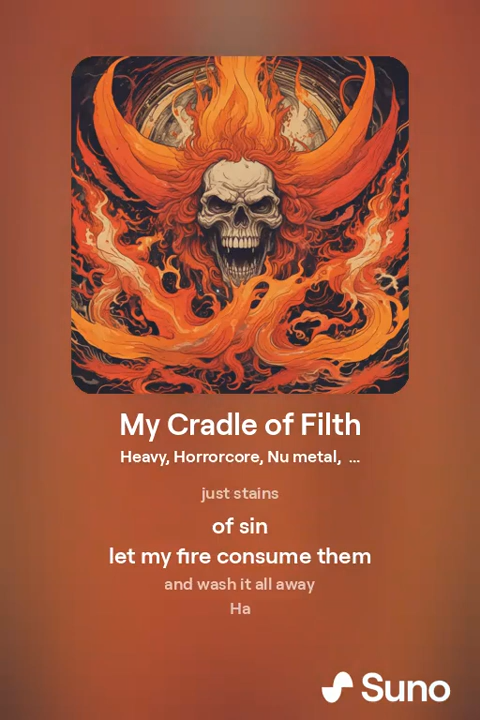 My Cradle of Filth
Heavy, Horrorcore, Nu metal, ...
just stains
of sin
let my fire consume them
and wash it all away
Ha
Suno